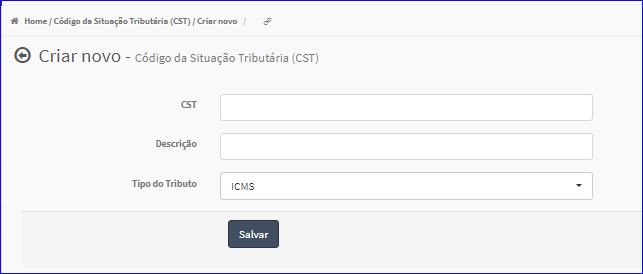 Home / Código da Situação Tributária (CST) / Criar novo /
Criar novo - Código da Situação Tributária (CST)
CST
Descrição
Tipo do Tributo
ICMS
Salvar